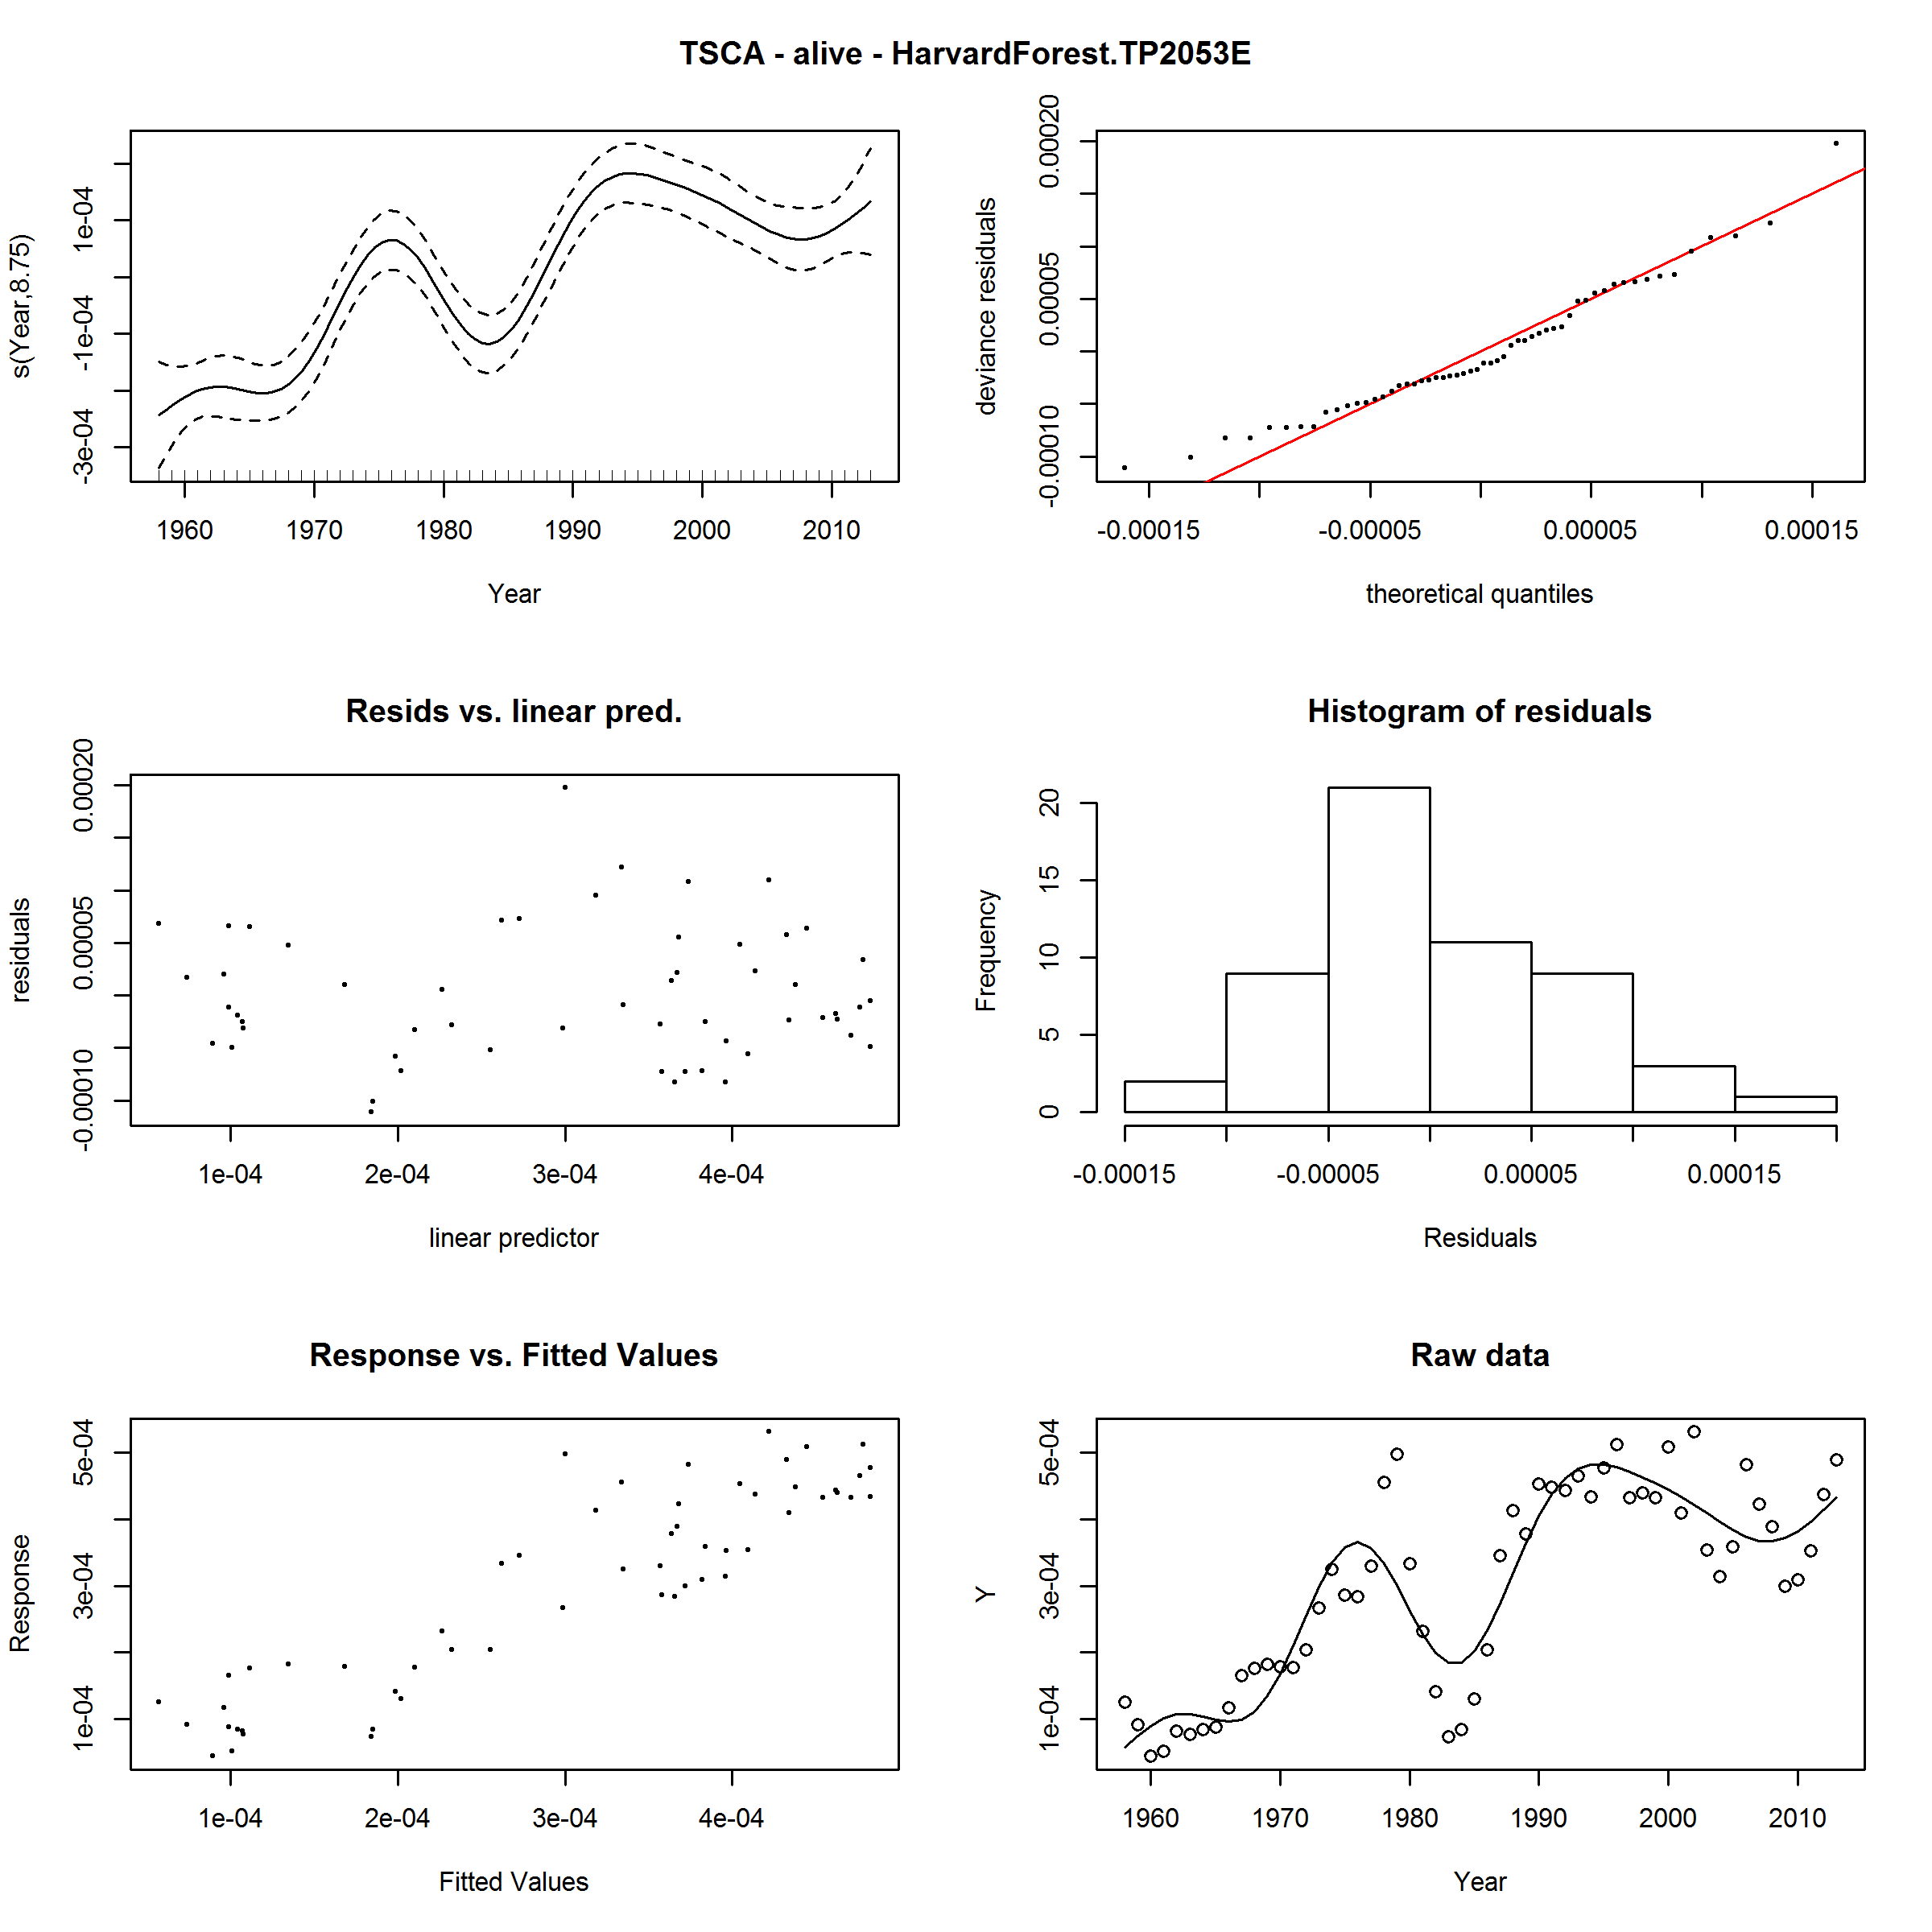 TSCA - alive - HarvardForest.TP2053E
s(Year,8.75)
1e-04
-1e-04
-3e-04
1960 1970 1980 1990 2000 2010
Year
deviance residuals
0.00020
0.00005
-0.00010
-0.00015 -0.00005 0.00005 0.00015
theoretical quantiles
Resids vs. linear pred.
residuals
0.00020
0.00005
-0.00010
1e-04 2e-04 3e-04 4e-04
linear predictor
Histogram of residuals
Frequency
20
15
10
5
0
-0.00015 -0.00005 0.00005 0.00015
Residuals
Response vs. Fitted Values
Response
5e-04
3e-04
1e-04
1e-04 2e-04 3e-04 4e-04
Fitted Values
Raw data
Y
5e-04
3e-04
1e-04
1960 1970 1980 1990 2000 2010
Year